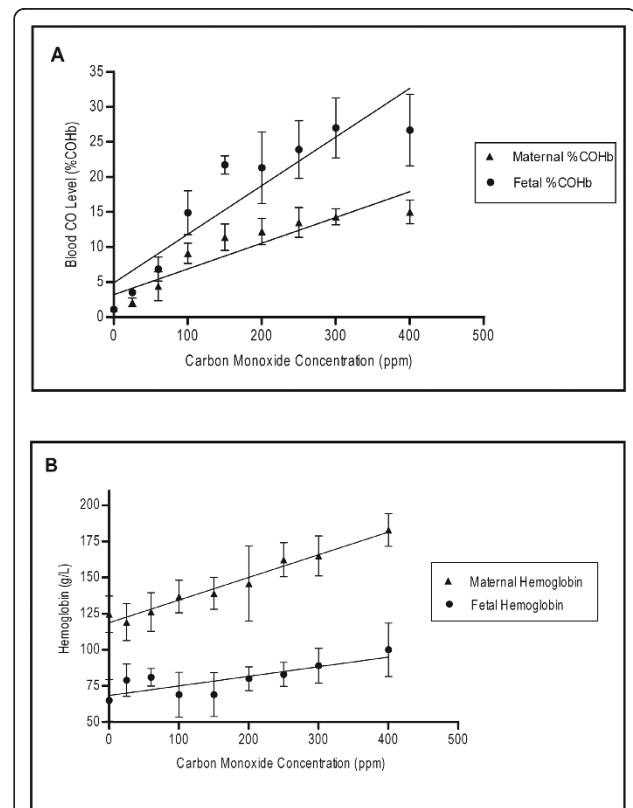 A
35
30
25
20
15
10
5
0
Blood CO Level (%COHb)
0 100 200 300 400 500
Carbon Monoxide Concentration (ppm)
Maternal %COHb
Fetal %COHb
B
200
175
150
125
100
75
50
Hemoglobin (g/L)
0 100 200 300 400 500
Carbon Monoxide Concentration (ppm)
Maternal Hemoglobin
Fetal Hemoglobin